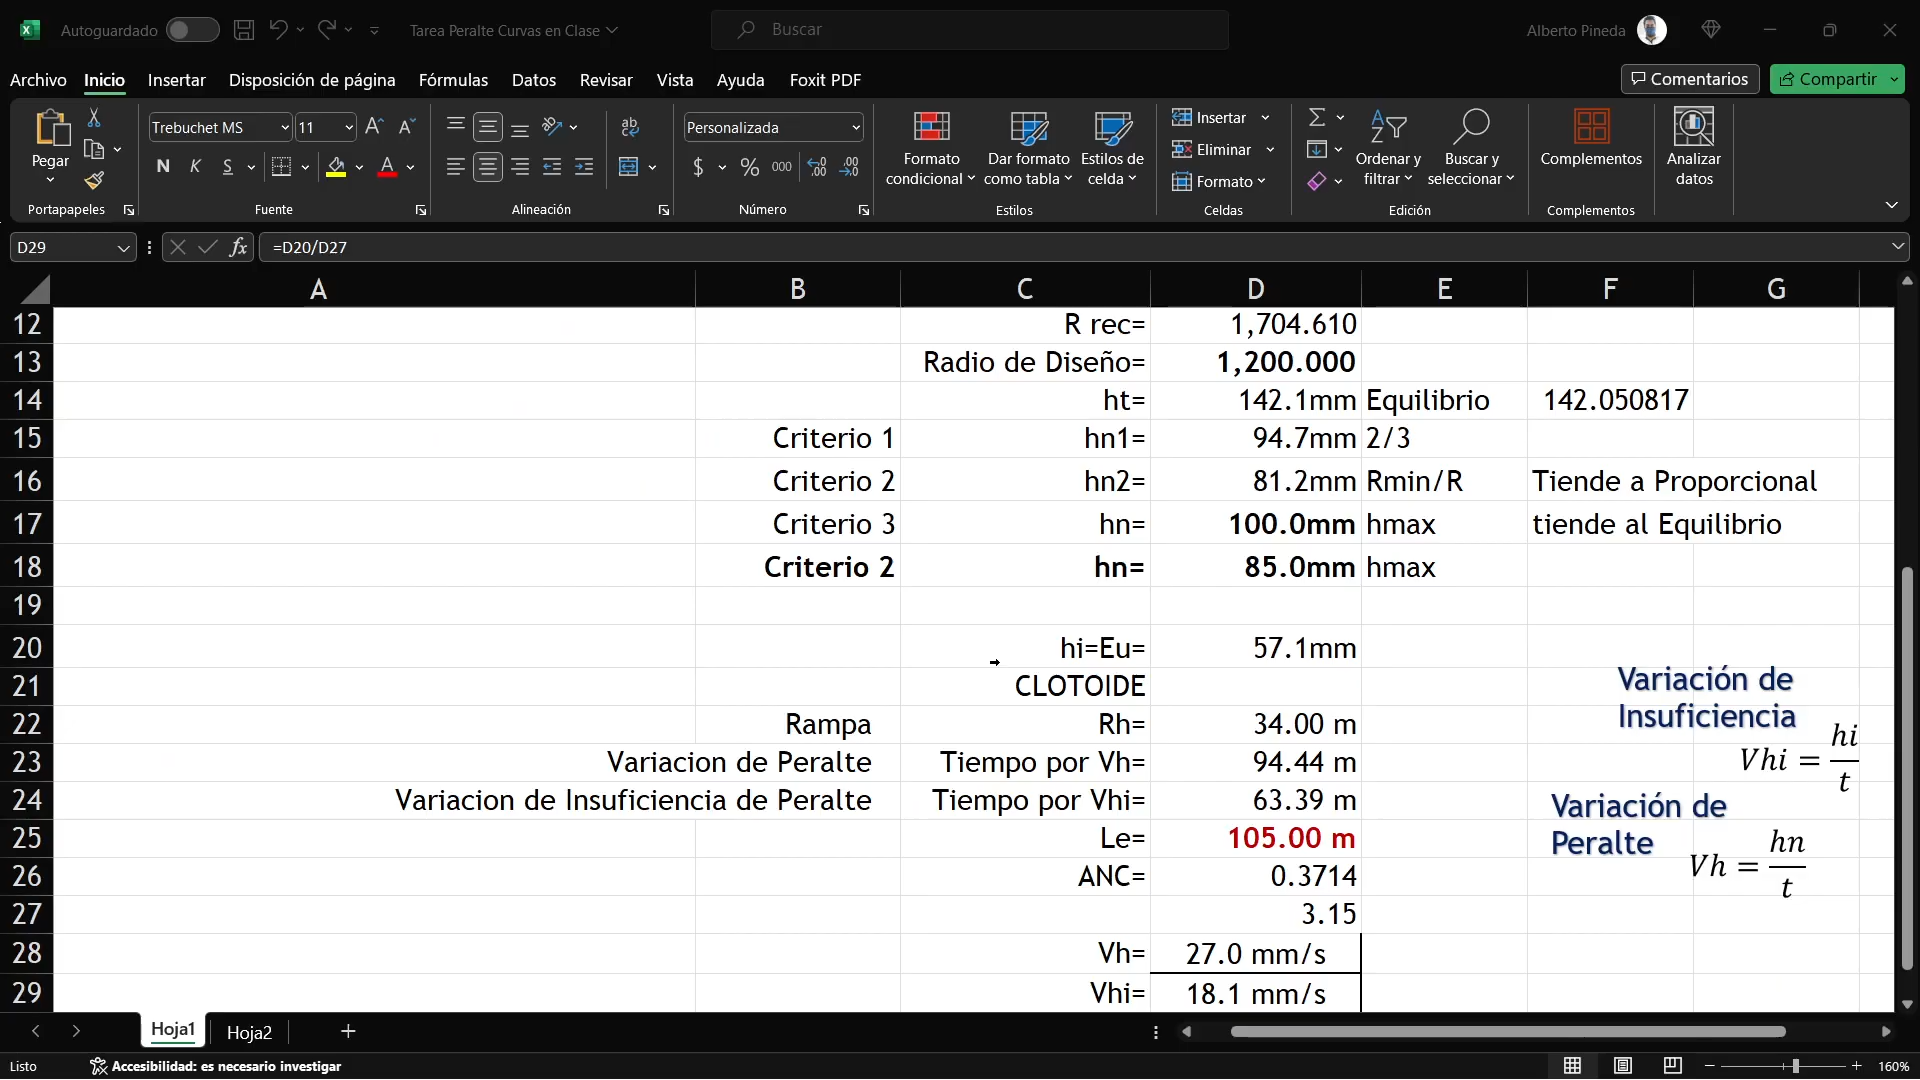 Autoguardado
Tarea Peralte Curvas en Clase
Buscar
Alberto Pineda
Archivo Inicio Insertar Disposición de página Fórmulas Datos Revisar Vista Ayuda Foxit PDF
Comentarios
Compartir
Pegar
Portapapeles
Trebuchet MS
11
N K S
Fuente
Alineación
Personalizada
$ % 000
Número
Formato condicional
Dar formato como tabla
Estilos de celda
Estilos
Insertar
Eliminar
Formato
Celdas
Ordenar y filtrar
Buscar y seleccionar
Edición
Complementos
Complementos
Analizar datos
D29
fx
=D20/D27
A B C D E F G
12 R rec= 1,704.610
13 Radio de Diseño= 1,200.000
14 ht= 142.1mm Equilibrio 142.050817
15 Criterio 1 hn1= 94.7mm 2/3
16 Criterio 2 hn2= 81.2mm Rmin/R Tiende a Proporcional
17 Criterio 3 hn= 100.0mm hmax tiende al Equilibrio
18 Criterio 2 hn= 85.0mm hmax
19
20 hi=Eu= 57.1mm
21 CLOTOIDE
22 Rampa Rh= 34.00 m
23 Variacion de Peralte Tiempo por Vh= 94.44 m
24 Variacion de Insuficiencia de Peralte Tiempo por Vhi= 63.39 m
25 Le= 105.00 m
26 ANC= 0.3714
27 3.15
28 Vh= 27.0 mm/s
29 Vhi= 18.1 mm/s
Variación de
Insuficiencia
Vhi = hi/t
Variación de
Peralte
Vh = hn/t
Hoja1 Hoja2
Listo
Accesibilidad: es necesario investigar
160%